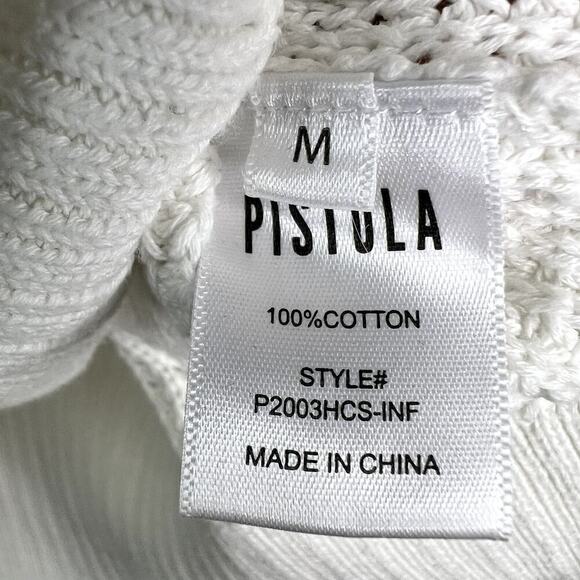 M
PISTOLA
100%COTTON
STYLE#
P2003HCS-INF
MADE IN CHINA